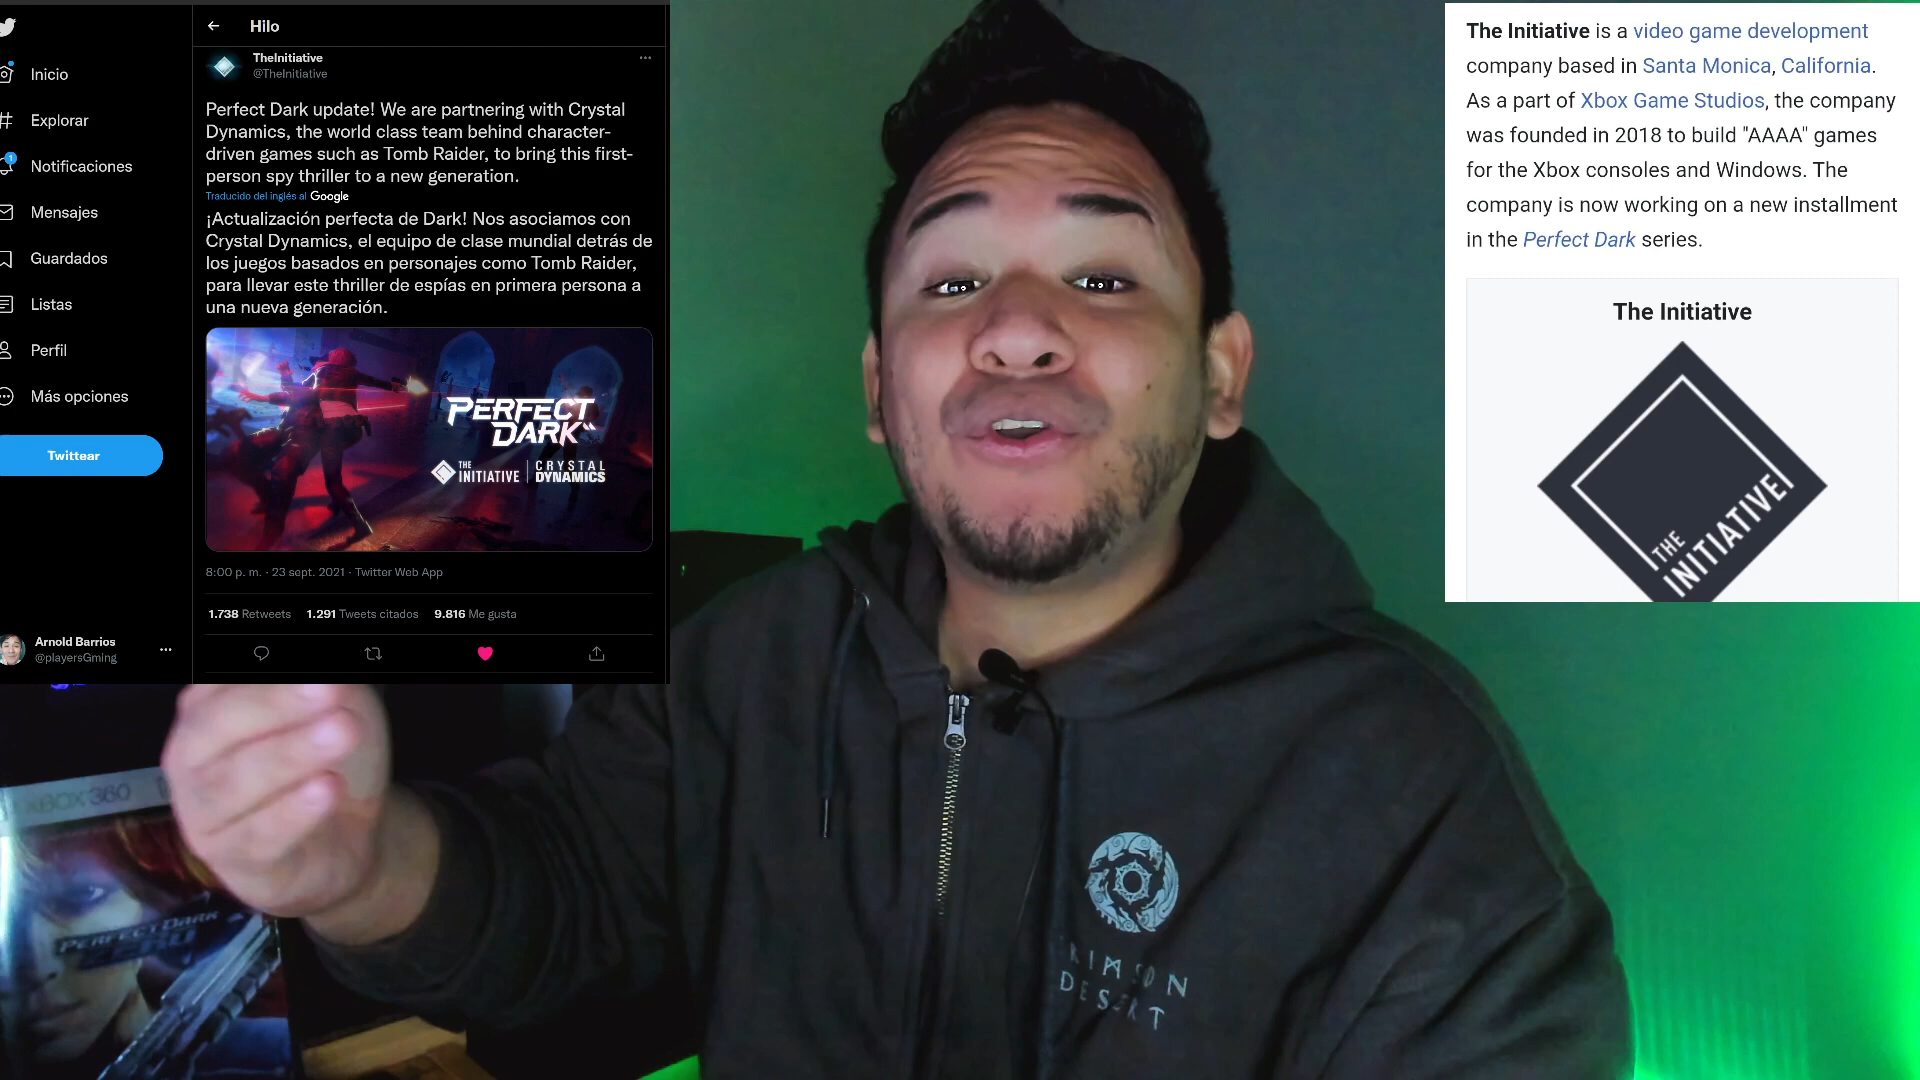 Hilo
TheInitiative
@TheInitiative
Inicio
Explorar
Notificaciones
1
Mensajes
Guardados
Listas
Perfil
Más opciones
Twittear
Arnold Barrios
@playersGming
Perfect Dark update! We are partnering with Crystal
Dynamics, the world class team behind character-
driven games such as Tomb Raider, to bring this first-
person spy thriller to a new generation.
Traducido del inglés al Google
¡Actualización perfecta de Dark! Nos asociamos con
Crystal Dynamics, el equipo de clase mundial detrás de
los juegos basados en personajes como Tomb Raider,
para llevar este thriller de espías en primera persona a
una nueva generación.
PERFECT
DARK
THE
INITIATIVE
CRYSTAL
DYNAMICS
8:00 p. m. · 23 sept. 2021 · Twitter Web App
1.738 Retweets 1.291 Tweets citados 9.816 Me gusta
The Initiative is a video game development
company based in Santa Monica, California.
As a part of Xbox Game Studios, the company
was founded in 2018 to build "AAAA" games
for the Xbox consoles and Windows. The
company is now working on a new installment
in the Perfect Dark series.
The Initiative
THE
INITIATIVE
XBOX 360
PERFECT DARK
RIMSON
DESERT